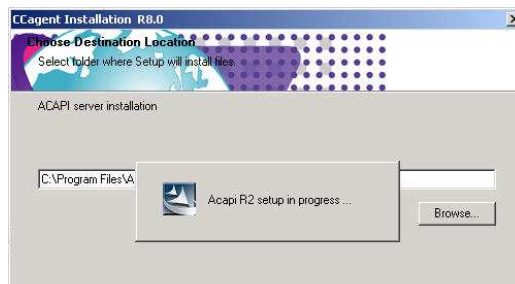 CCagent Installation R8.0
Choose Destination Location
Select folder where Setup will install files.
ACAPI server installation
C:\Program Files\A
Acapi R2 setup in progress ...
Browse...